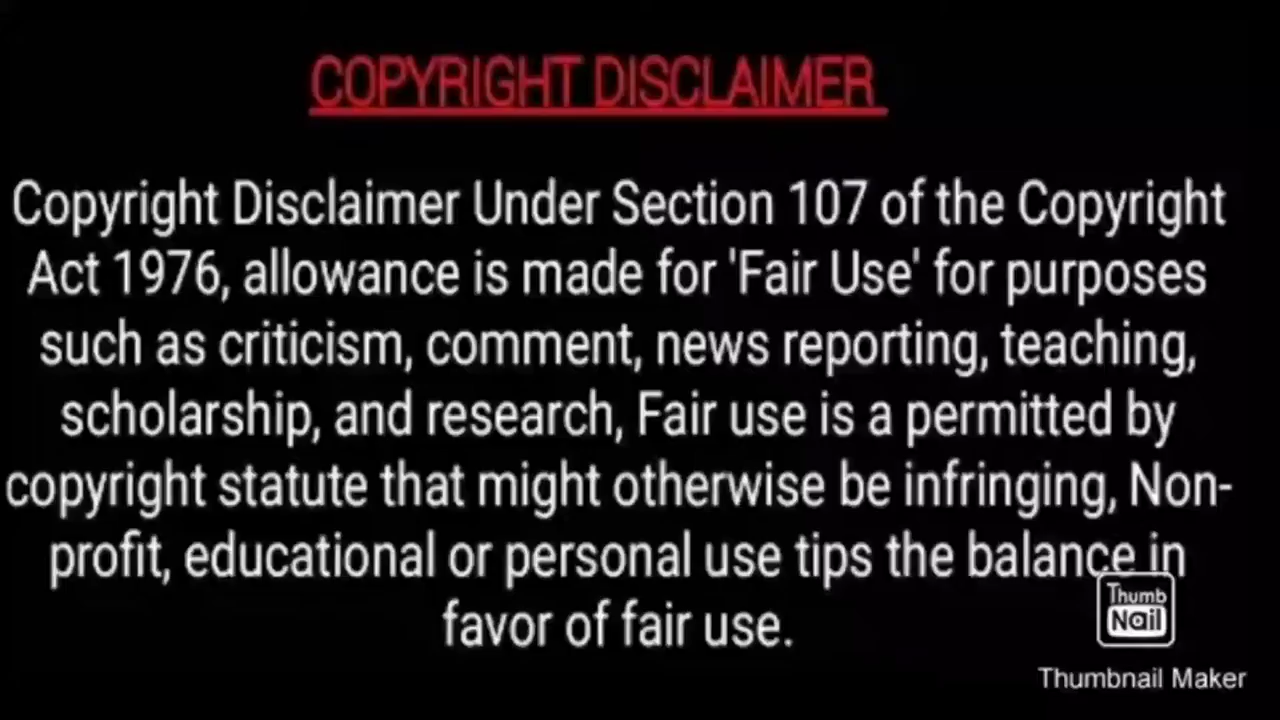 COPYRIGHT DISCLAIMER
Copyright Disclaimer Under Section 107 of the Copyright
Act 1976, allowance is made for 'Fair Use' for purposes
such as criticism, comment, news reporting, teaching,
scholarship, and research, Fair use is a permitted by
copyright statute that might otherwise be infringing, Non-
profit, educational or personal use tips the balance in
favor of fair use.
Thumb
Nail
Thumbnail Maker